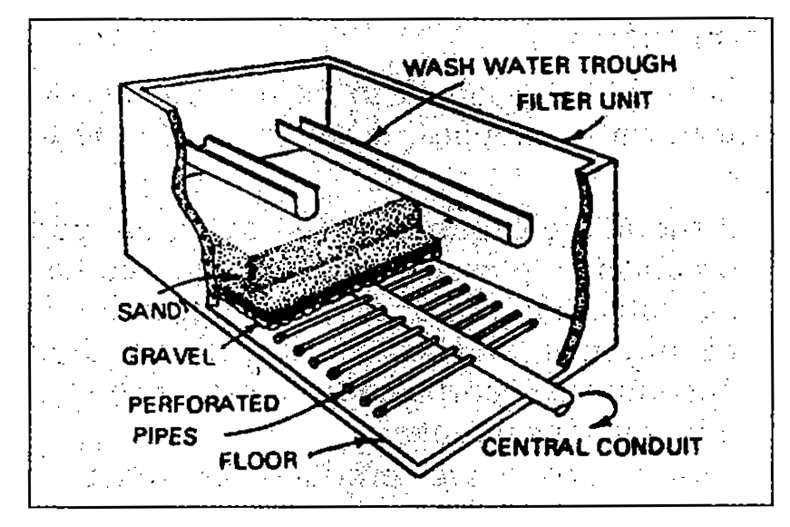 WASH WATER TROUGH
FILTER UNIT
SAND
GRAVEL
PERFORATED
PIPES
FLOOR
CENTRAL CONDUIT